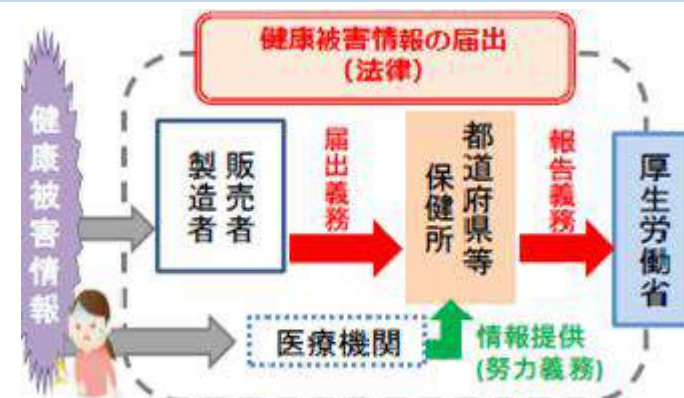 健康被害情報の届出
(法律)
健康被害情報
販売者
製造者
届出義務
都道府県等
保健所
報告義務
厚生労働省
医療機関
情報提供
(努力義務)